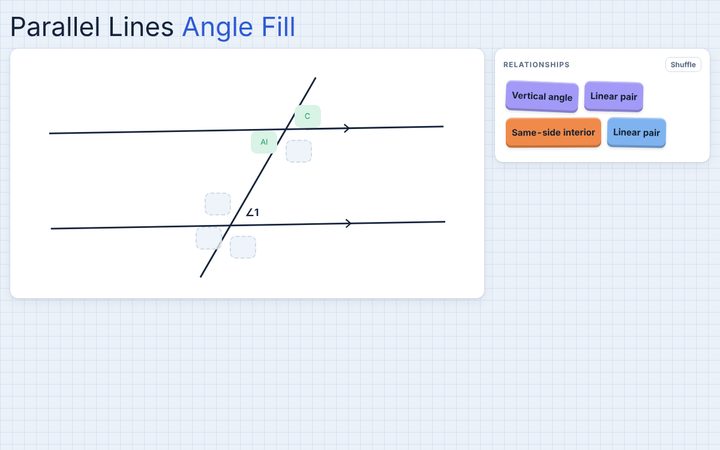 Parallel Lines Angle Fill
RELATIONSHIPS
Shuffle
Vertical angle
Linear pair
Same-side interior
Linear pair
C
AI
∠1